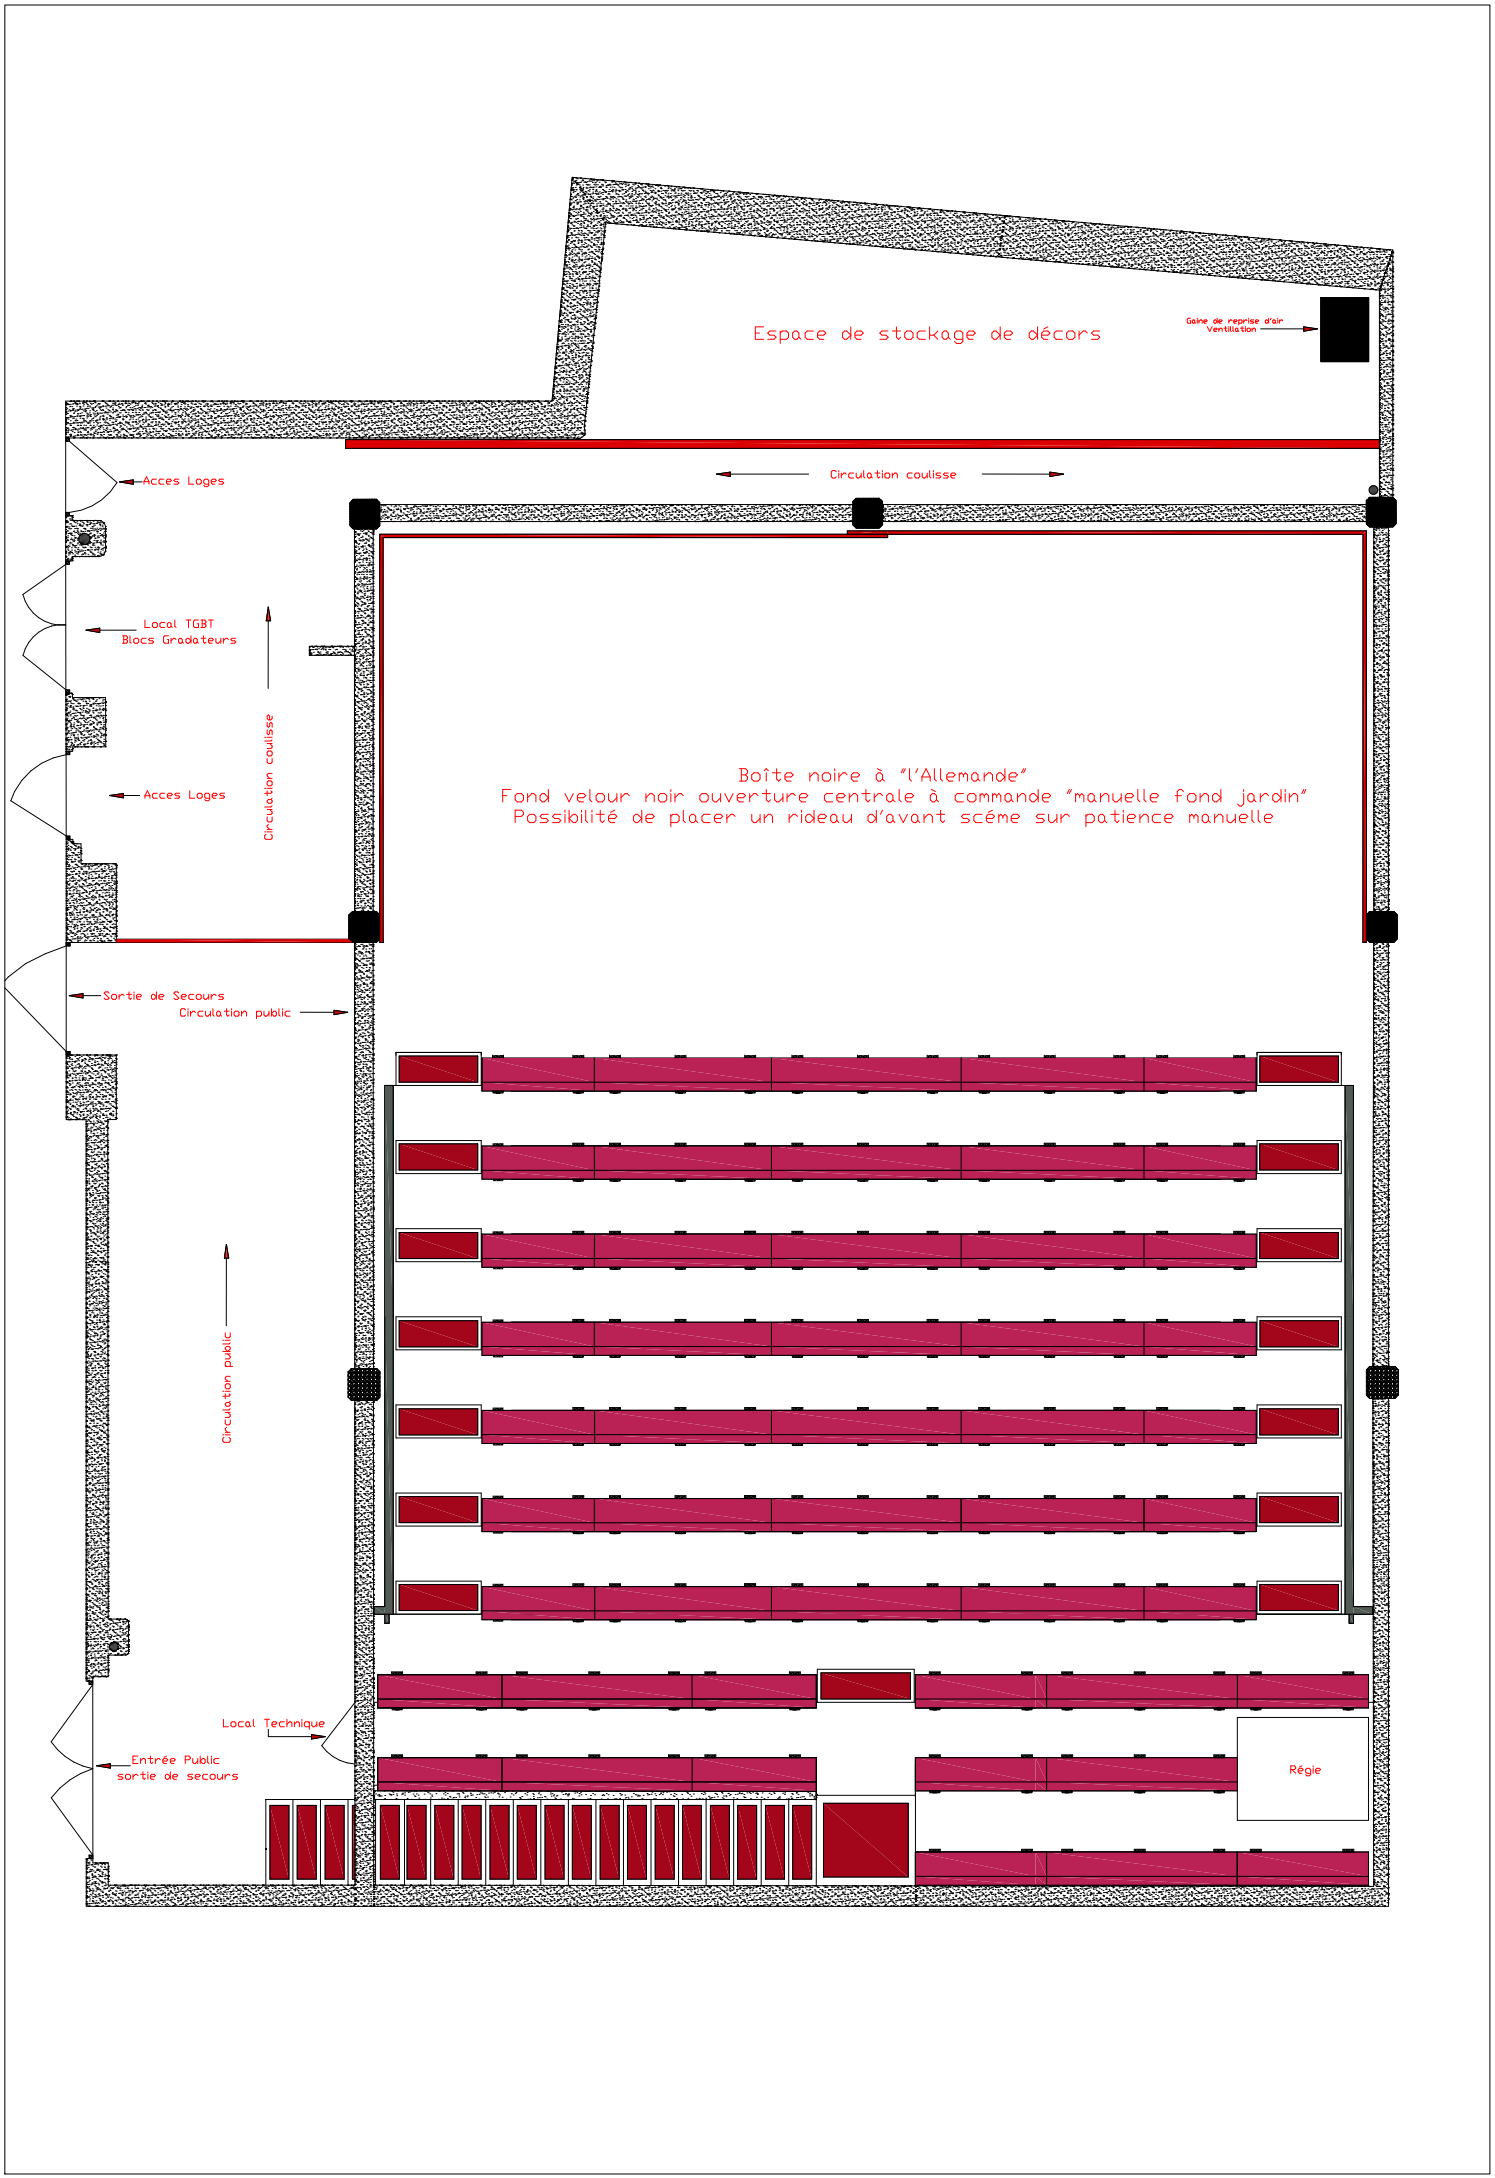 Espace de stockage de décors
Gaine de reprise d'air
Ventillation
Circulation coulisse
Acces Loges
Local TGBT
Blocs Gradateurs
Circulation coulisse
Acces Loges
Boîte noire à "l'Allemande"
Fond velour noir ouverture centrale à commande "manuelle fond jardin"
Possibilité de placer un rideau d'avant scéme sur patience manuelle
Sortie de Secours
Circulation public
Circulation public
Local Technique
Entrée Public
sortie de secours
Régie